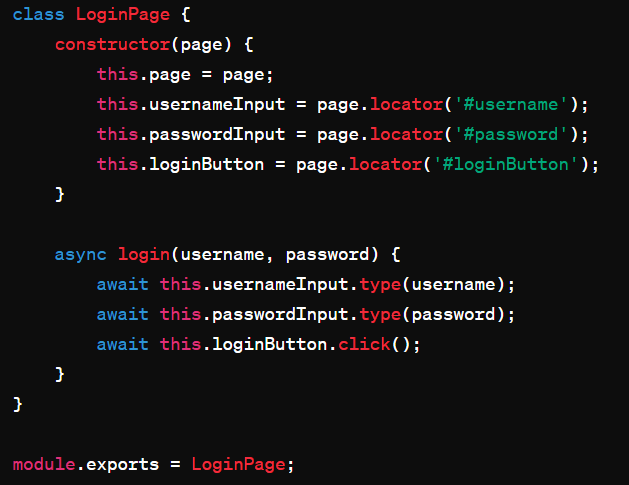 class LoginPage {
    constructor(page) {
        this.page = page;
        this.usernameInput = page.locator('#username');
        this.passwordInput = page.locator('#password');
        this.loginButton = page.locator('#loginButton');
    }

    async login(username, password) {
        await this.usernameInput.type(username);
        await this.passwordInput.type(password);
        await this.loginButton.click();
    }
}

module.exports = LoginPage;